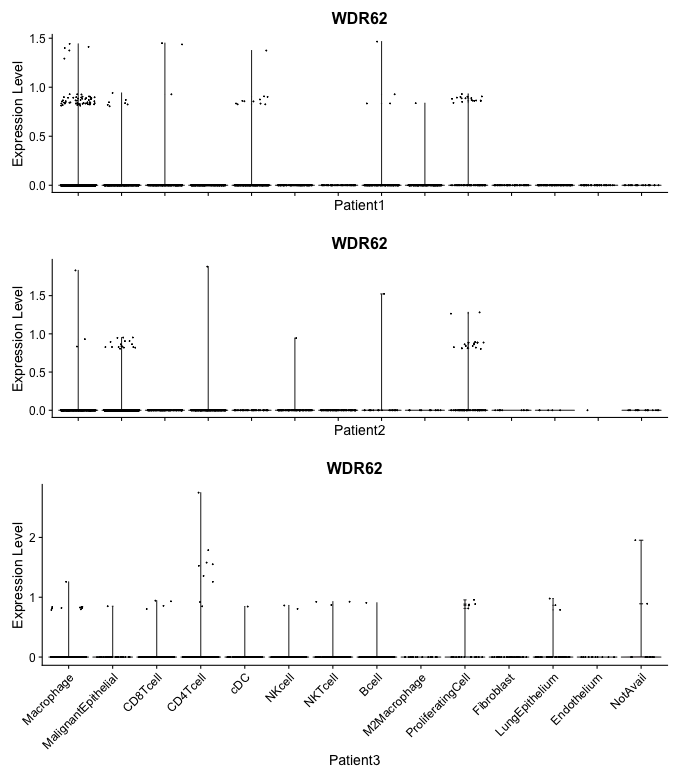 WDR62
Expression Level
1.5
1.0
0.5
0.0
Patient1
WDR62
Expression Level
1.5
1.0
0.5
0.0
Patient2
WDR62
Expression Level
2
1
0
Macrophage
MalignantEpithelial
CD8Tcell
CD4Tcell
cDC
NKcell
NKTcell
Bcell
M2Macrophage
ProliferatingCell
Fibroblast
LungEpithelium
Endothelium
NotAvail
Patient3